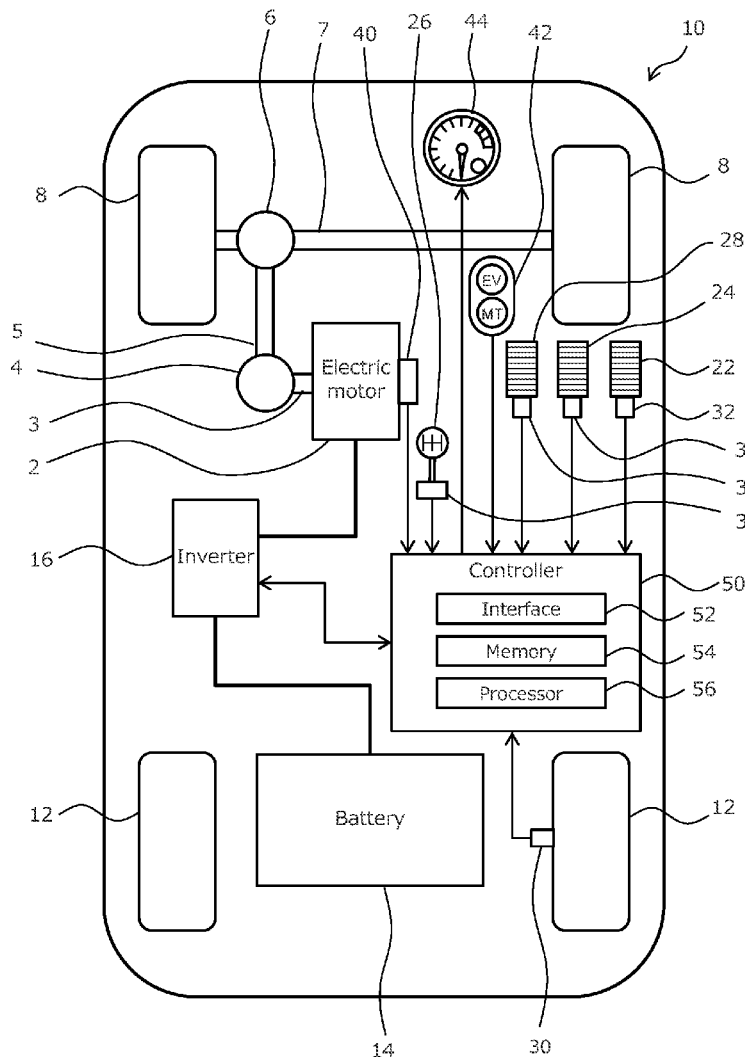 6
7
40
26
44
42
10
8
8
28
EV
24
MT
5
Electric
motor
22
4
32
3
3
2
3
3
16
Inverter
Controller
50
Interface
52
Memory
54
Processor
56
12
Battery
12
14
30